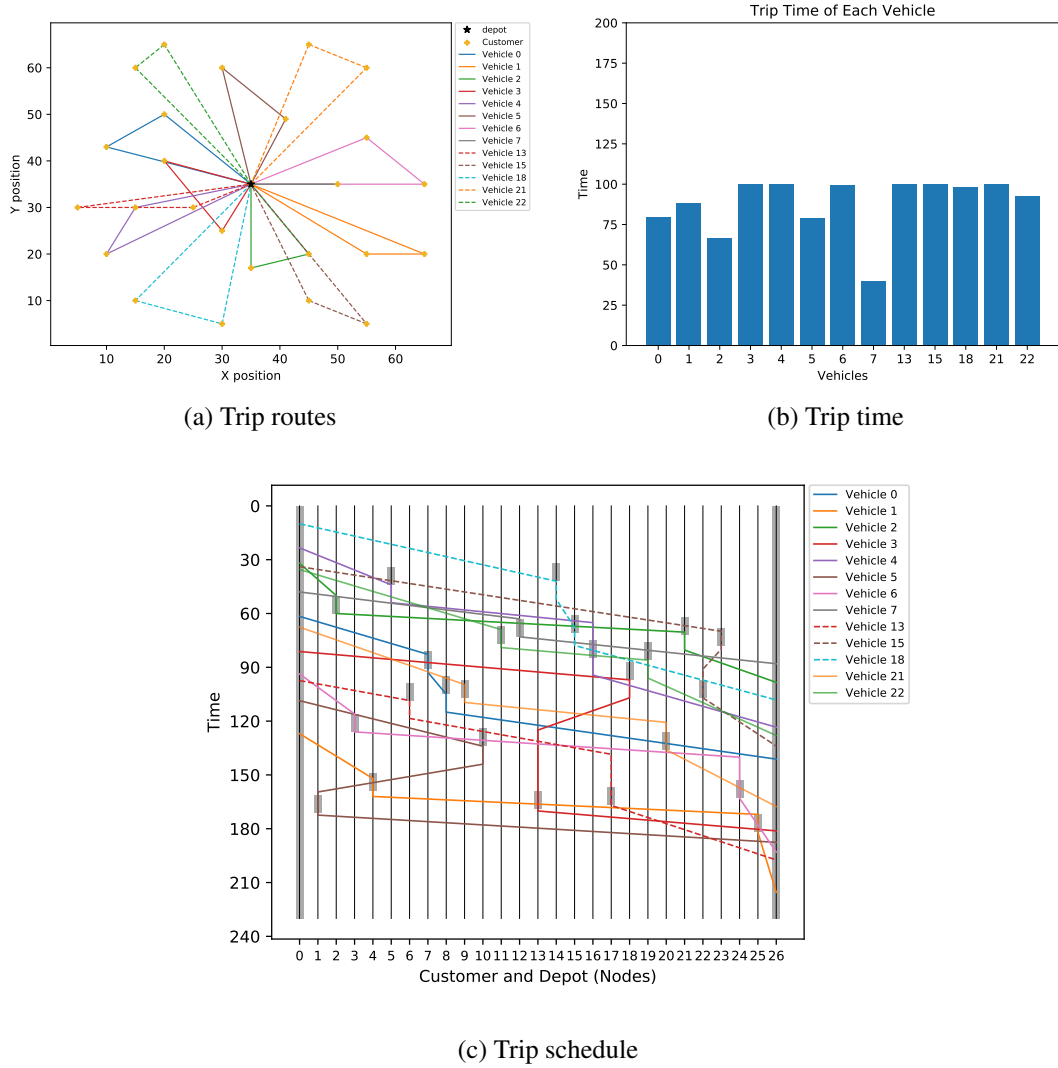 Trip Time of Each Vehicle
60
50
40
30
20
10
Y position
10 20 30 40 50 60
X position
depot
Customer
Vehicle 0
Vehicle 1
Vehicle 2
Vehicle 3
Vehicle 4
Vehicle 5
Vehicle 6
Vehicle 7
Vehicle 13
Vehicle 15
Vehicle 18
Vehicle 21
Vehicle 22
200
175
150
125
100
75
50
25
0
Time
0 1 2 3 4 5 6 7 13 15 18 21 22
Vehicles
(a) Trip routes
(b) Trip time
0
30
60
90
120
150
180
210
240
Time
0 1 2 3 4 5 6 7 8 9 10 11 12 13 14 15 16 17 18 19 20 21 22 23 24 25 26
Customer and Depot (Nodes)
Vehicle 0
Vehicle 1
Vehicle 2
Vehicle 3
Vehicle 4
Vehicle 5
Vehicle 6
Vehicle 7
Vehicle 13
Vehicle 15
Vehicle 18
Vehicle 21
Vehicle 22
(c) Trip schedule